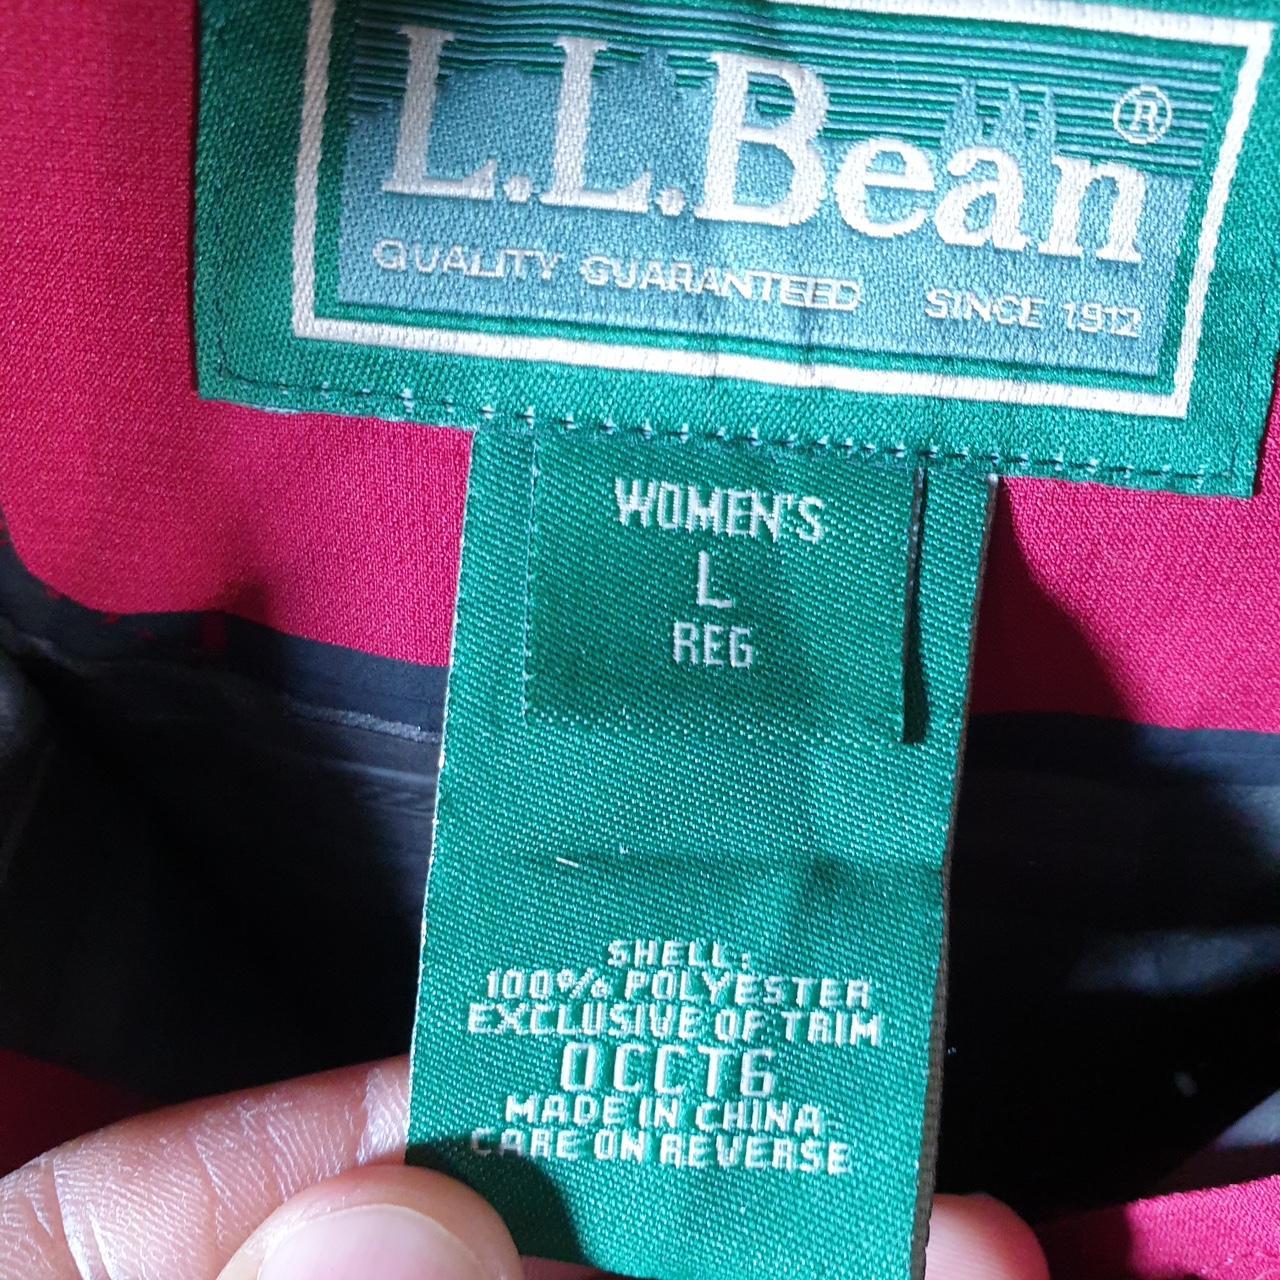 L.L.Bean®
QUALITY GUARANTEED SINCE 1912
WOMEN'S
L
REG
SHELL:
100% POLYESTER
EXCLUSIVE OF TRIM
0CCT6
MADE IN CHINA
CARE ON REVERSE